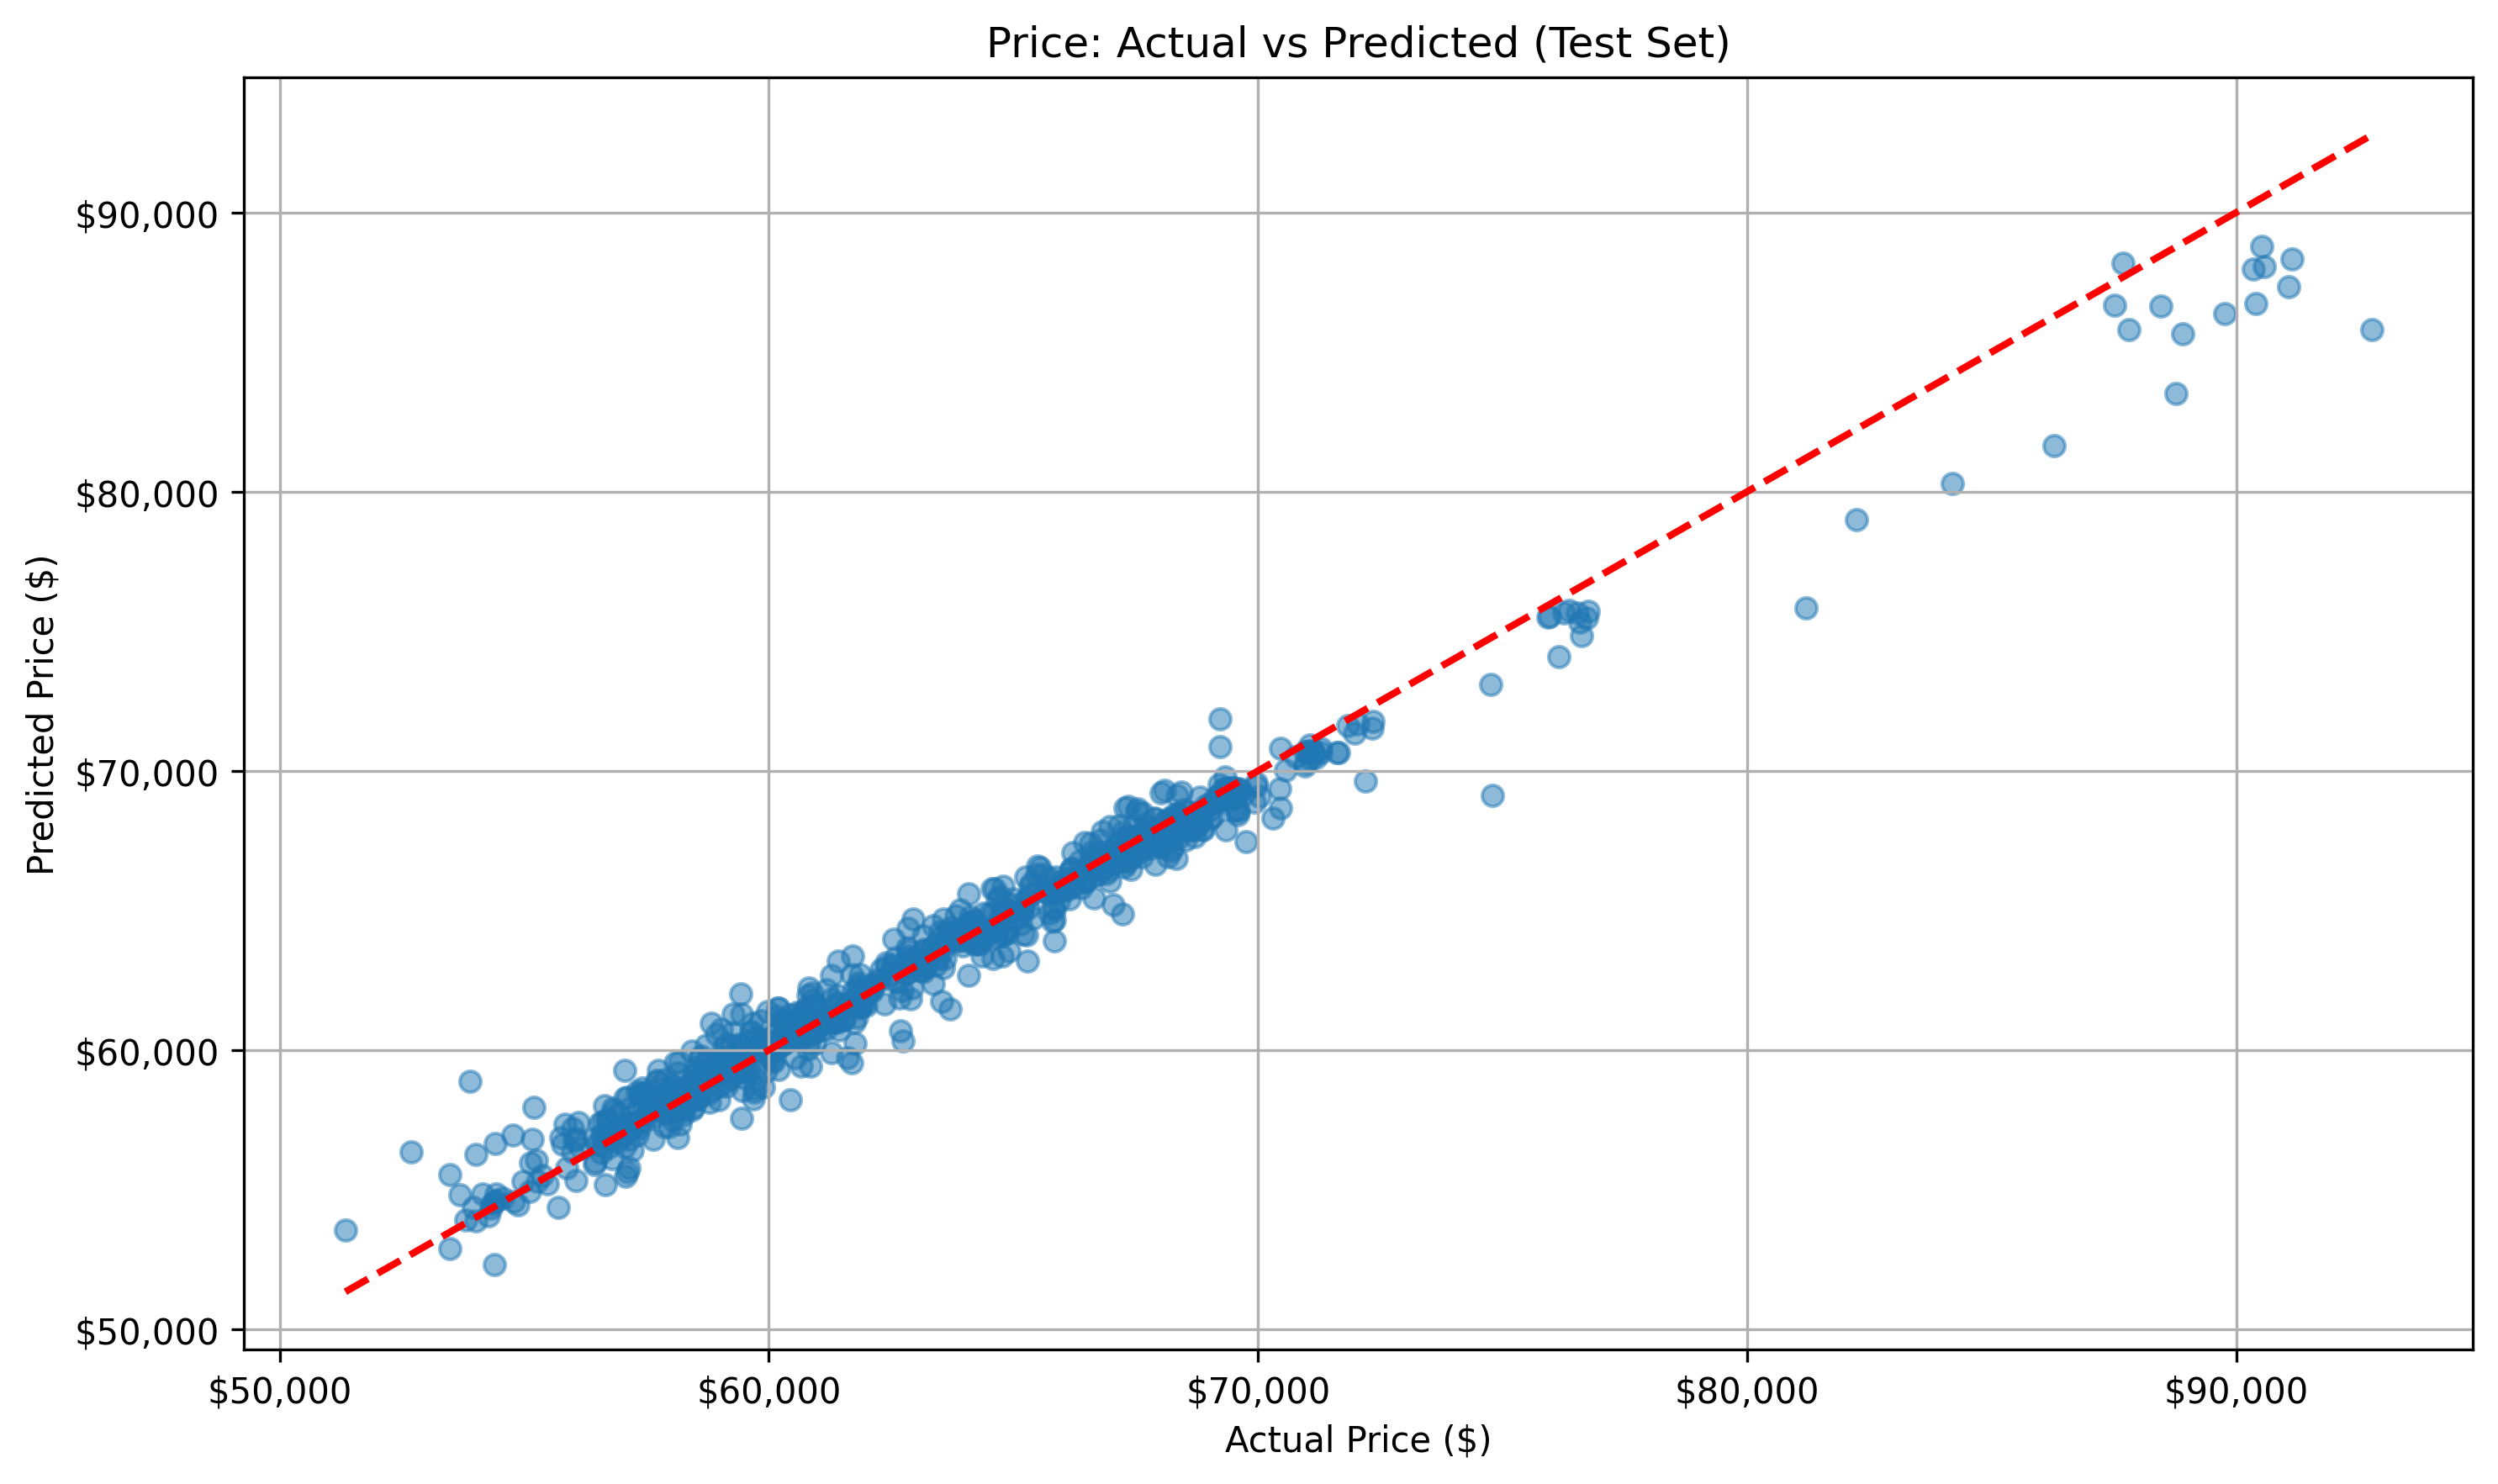 Price: Actual vs Predicted (Test Set)
Predicted Price ($)
$90,000
$80,000
$70,000
$60,000
$50,000
$50,000 $60,000 $70,000 $80,000 $90,000
Actual Price ($)